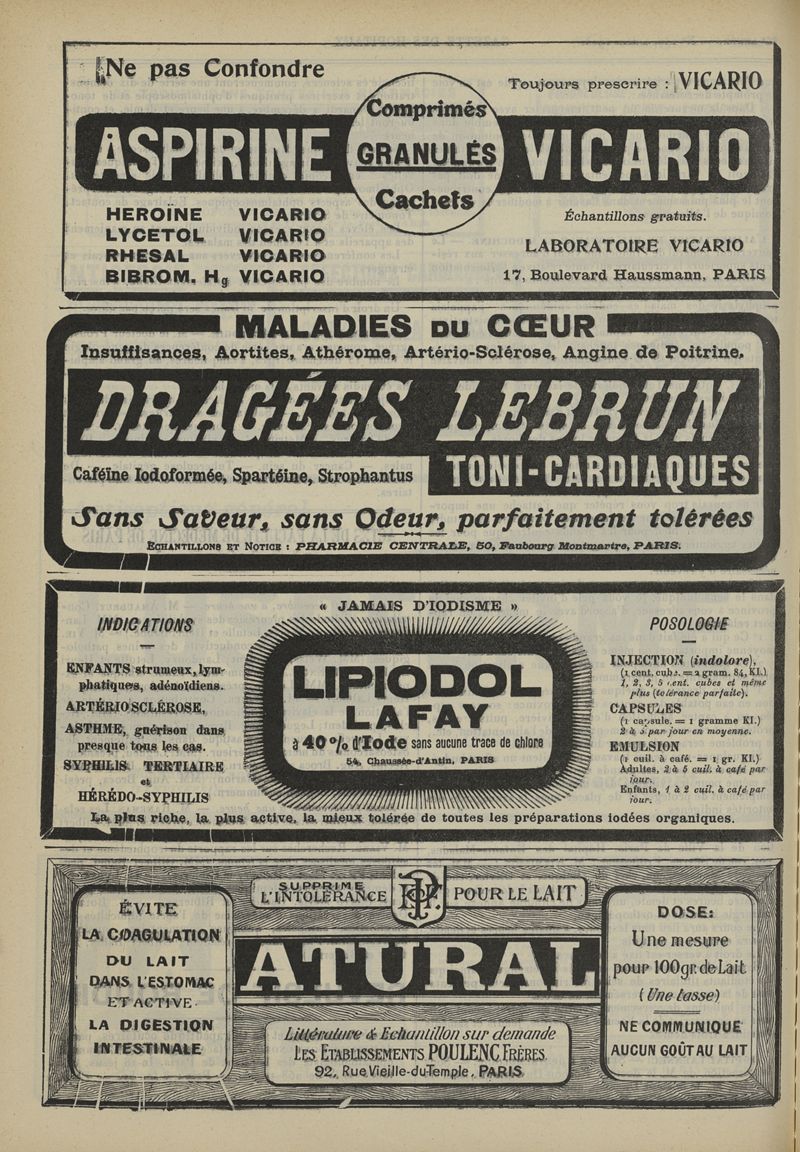 Ne pas Confondre
Toujours prescrire : VICARIO
Comprimés
ASPIRINE GRANULÉS VICARIO
Cachets
HEROÏNE VICARIO
LYCETOL VICARIO
RHESAL VICARIO
BIBROM. Hg VICARIO
Échantillons gratuits.
LABORATOIRE VICARIO
17, Boulevard Haussmann, PARIS
MALADIES DU CŒUR
Insuffisances, Aortites, Athérome, Artério-Sclérose, Angine de Poitrine.
DRAGÉES LEBRUN
Caféine Iodoformée, Spartéine, Strophantus
TONI-CARDIAQUES
Sans Saveur, sans Odeur, parfaitement tolérées
ÉCHANTILLONS ET NOTICE : PHARMACIE CENTRALE, 50, Faubourg Montmartre, PARIS.
« JAMAIS D'IODISME »
INDICATIONS
ENFANTS strumeux, lym-
phatiques, adénoïdiens.
ARTÉRIOSCLÉROSE,
ASTHME, guérison dans
presque tous les cas.
SYPHILIS TERTIAIRE
et
HÉRÉDO-SYPHILIS
LIPIODOL
LAFAY
à 40 % d'Iode sans aucune trace de chlore
54, Chaussée-d'Antin, PARIS
POSOLOGIE
INJECTION (indolore),
(1 cent. cube. = 2 gram. 84, KI.)
1, 2, 3, 5 cent. cubes et même
plus (tolérance parfaite).
CAPSULES
(1 capsule. = 1 gramme KI.)
2 à 3 par jour en moyenne.
EMULSION
(1 cuil. à café. = 1 gr. KI.)
Adultes, 2 à 5 cuil. à café par
jour.
Enfants, 1 à 2 cuil. à café par
jour.
La plus riche, la plus active, la mieux tolérée de toutes les préparations iodées organiques.
SUPPRIME
L'INTOLÉRANCE
POUR LE LAIT
ÉVITE
LA COAGULATION
DU LAIT
DANS L'ESTOMAC
ET ACTIVE
LA DIGESTION
INTESTINALE
ATURAL
Littérature & Echantillon sur demande
LES ETABLISSEMENTS POULENC FRÈRES
92, Rue Vieille-du-Temple, PARIS
DOSE:
Une mesure
pour 100gr. de Lait
(Une tasse)
NE COMMUNIQUE
AUCUN GOÛT AU LAIT